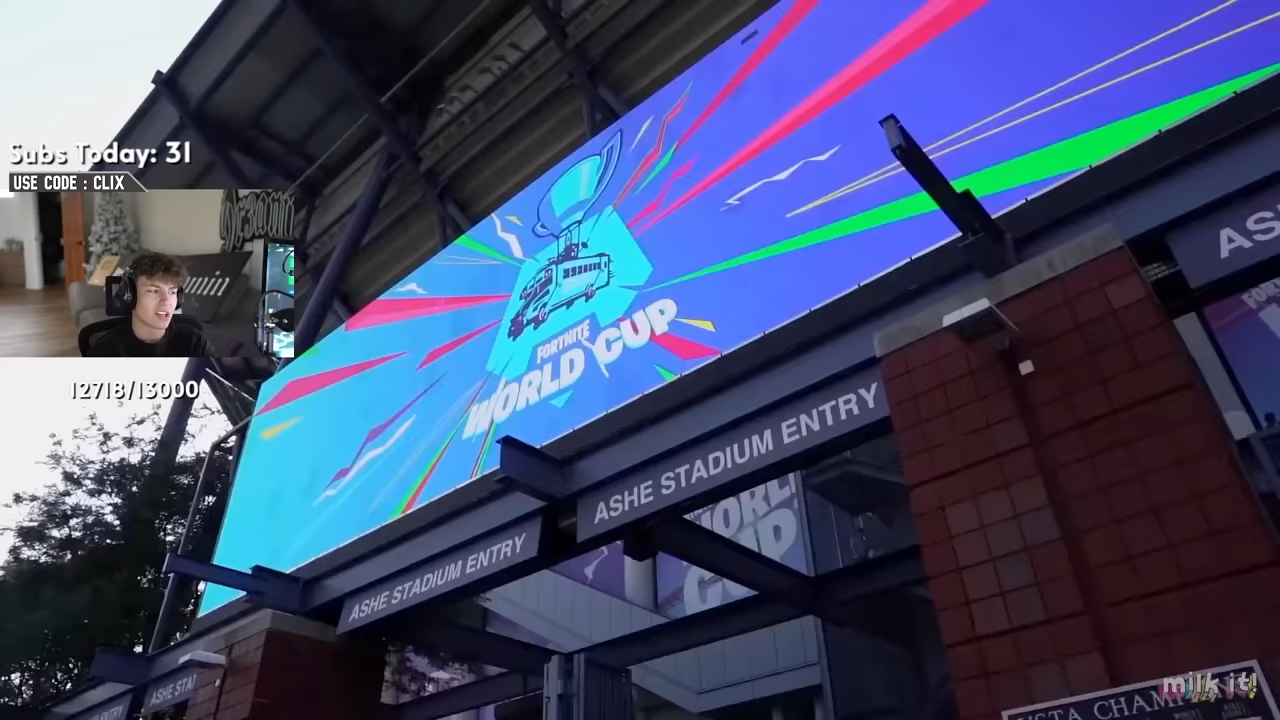 Subs Today: 31
USE CODE : CLIX
12718/13000
FORTNITE
WORLD CUP
ASHE STADIUM ENTRY
ASHE STADIUM ENTRY
WORLD
CUP
milk it!